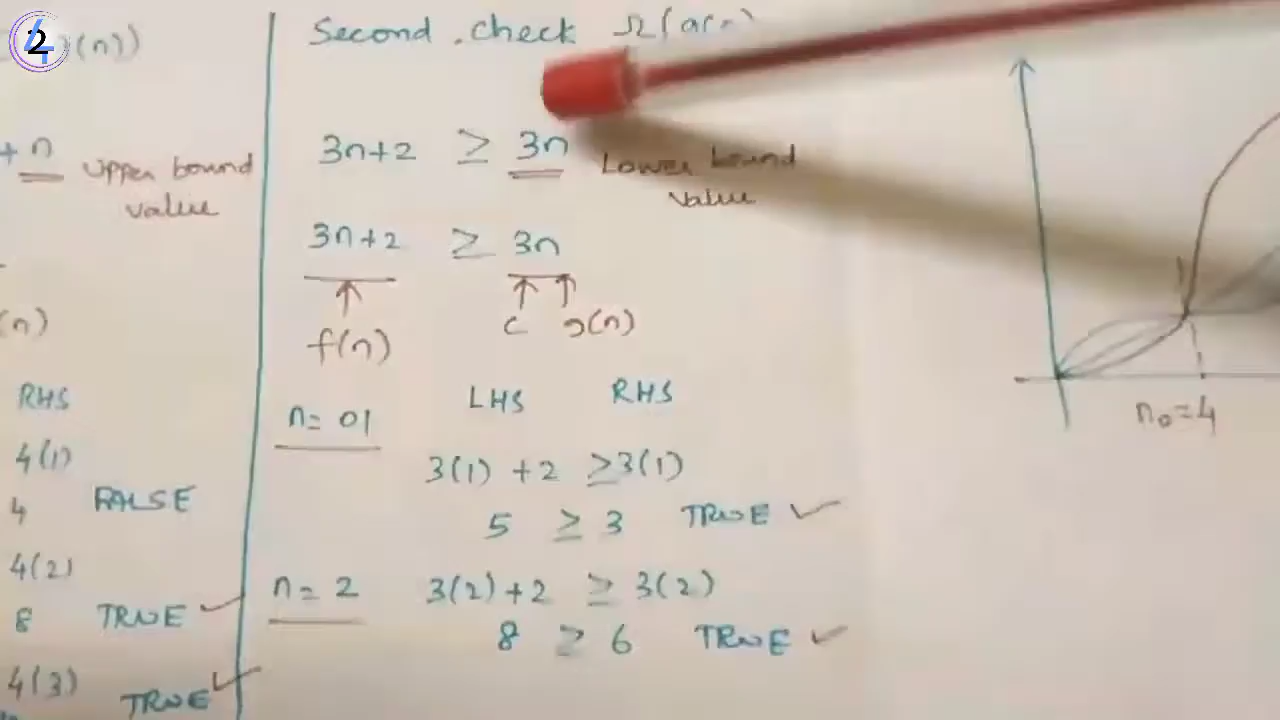 2
(n))
+ n upper bound
value
(n)
RHS
4(1)
4 FALSE
4(2)
8 TRUE ✓
4(3)
TRUE ✓
Second . check Ω(g(n)
3n+2 ≥ 3n Lower bound
value
3n+2 ≥ 3n
↑ ↑ ↑
f(n) c g(n)
LHS RHS
n= 01
3(1) +2 ≥3(1)
5 ≥ 3 TRUE ✓
n= 2 3(2)+2 ≥ 3(2)
8 ≥ 6 TRUE ✓
n₀=4